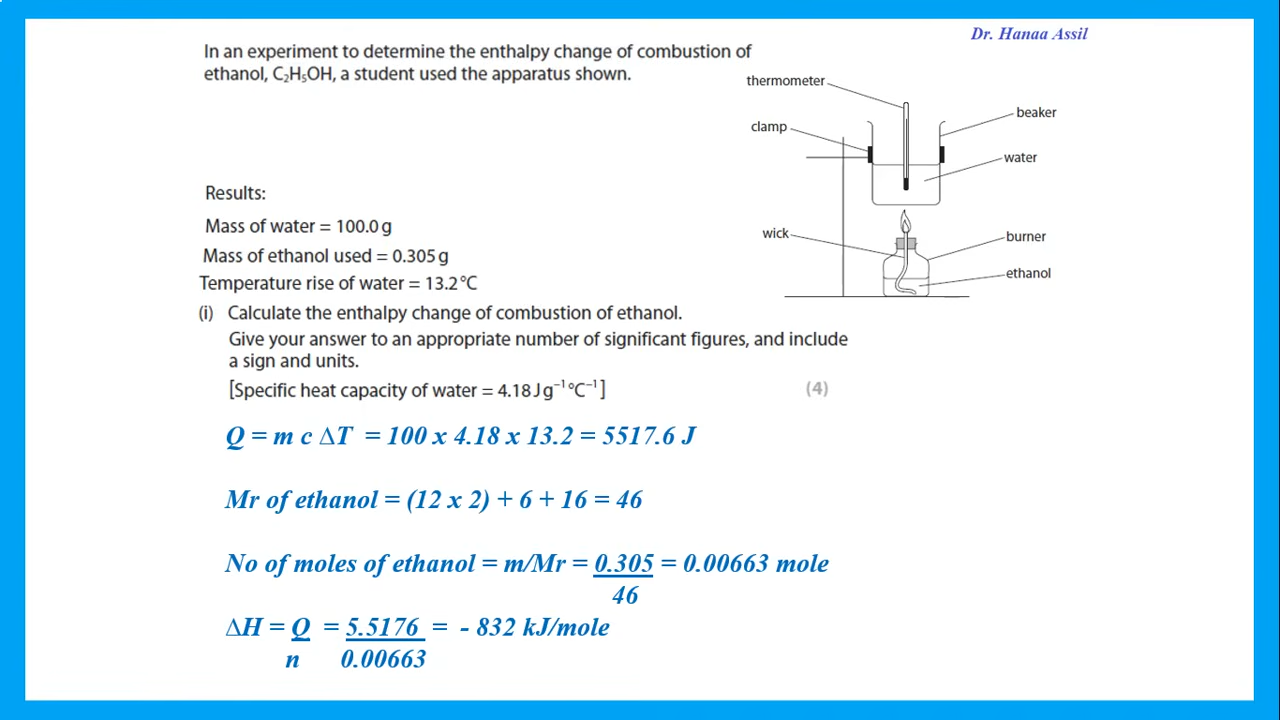 Dr. Hanaa Assil
In an experiment to determine the enthalpy change of combustion of
ethanol, C₂H₅OH, a student used the apparatus shown.
thermometer
clamp
beaker
water
wick
burner
ethanol
Results:
Mass of water = 100.0 g
Mass of ethanol used = 0.305 g
Temperature rise of water = 13.2 °C
(i) Calculate the enthalpy change of combustion of ethanol.
Give your answer to an appropriate number of significant figures, and include
a sign and units.
[Specific heat capacity of water = 4.18 J g⁻¹ °C⁻¹] (4)
Q = m c ΔT = 100 x 4.18 x 13.2 = 5517.6 J
Mr of ethanol = (12 x 2) + 6 + 16 = 46
No of moles of ethanol = m/Mr = 0.305 = 0.00663 mole
46
ΔH = Q = 5.5176 = - 832 kJ/mole
n 0.00663